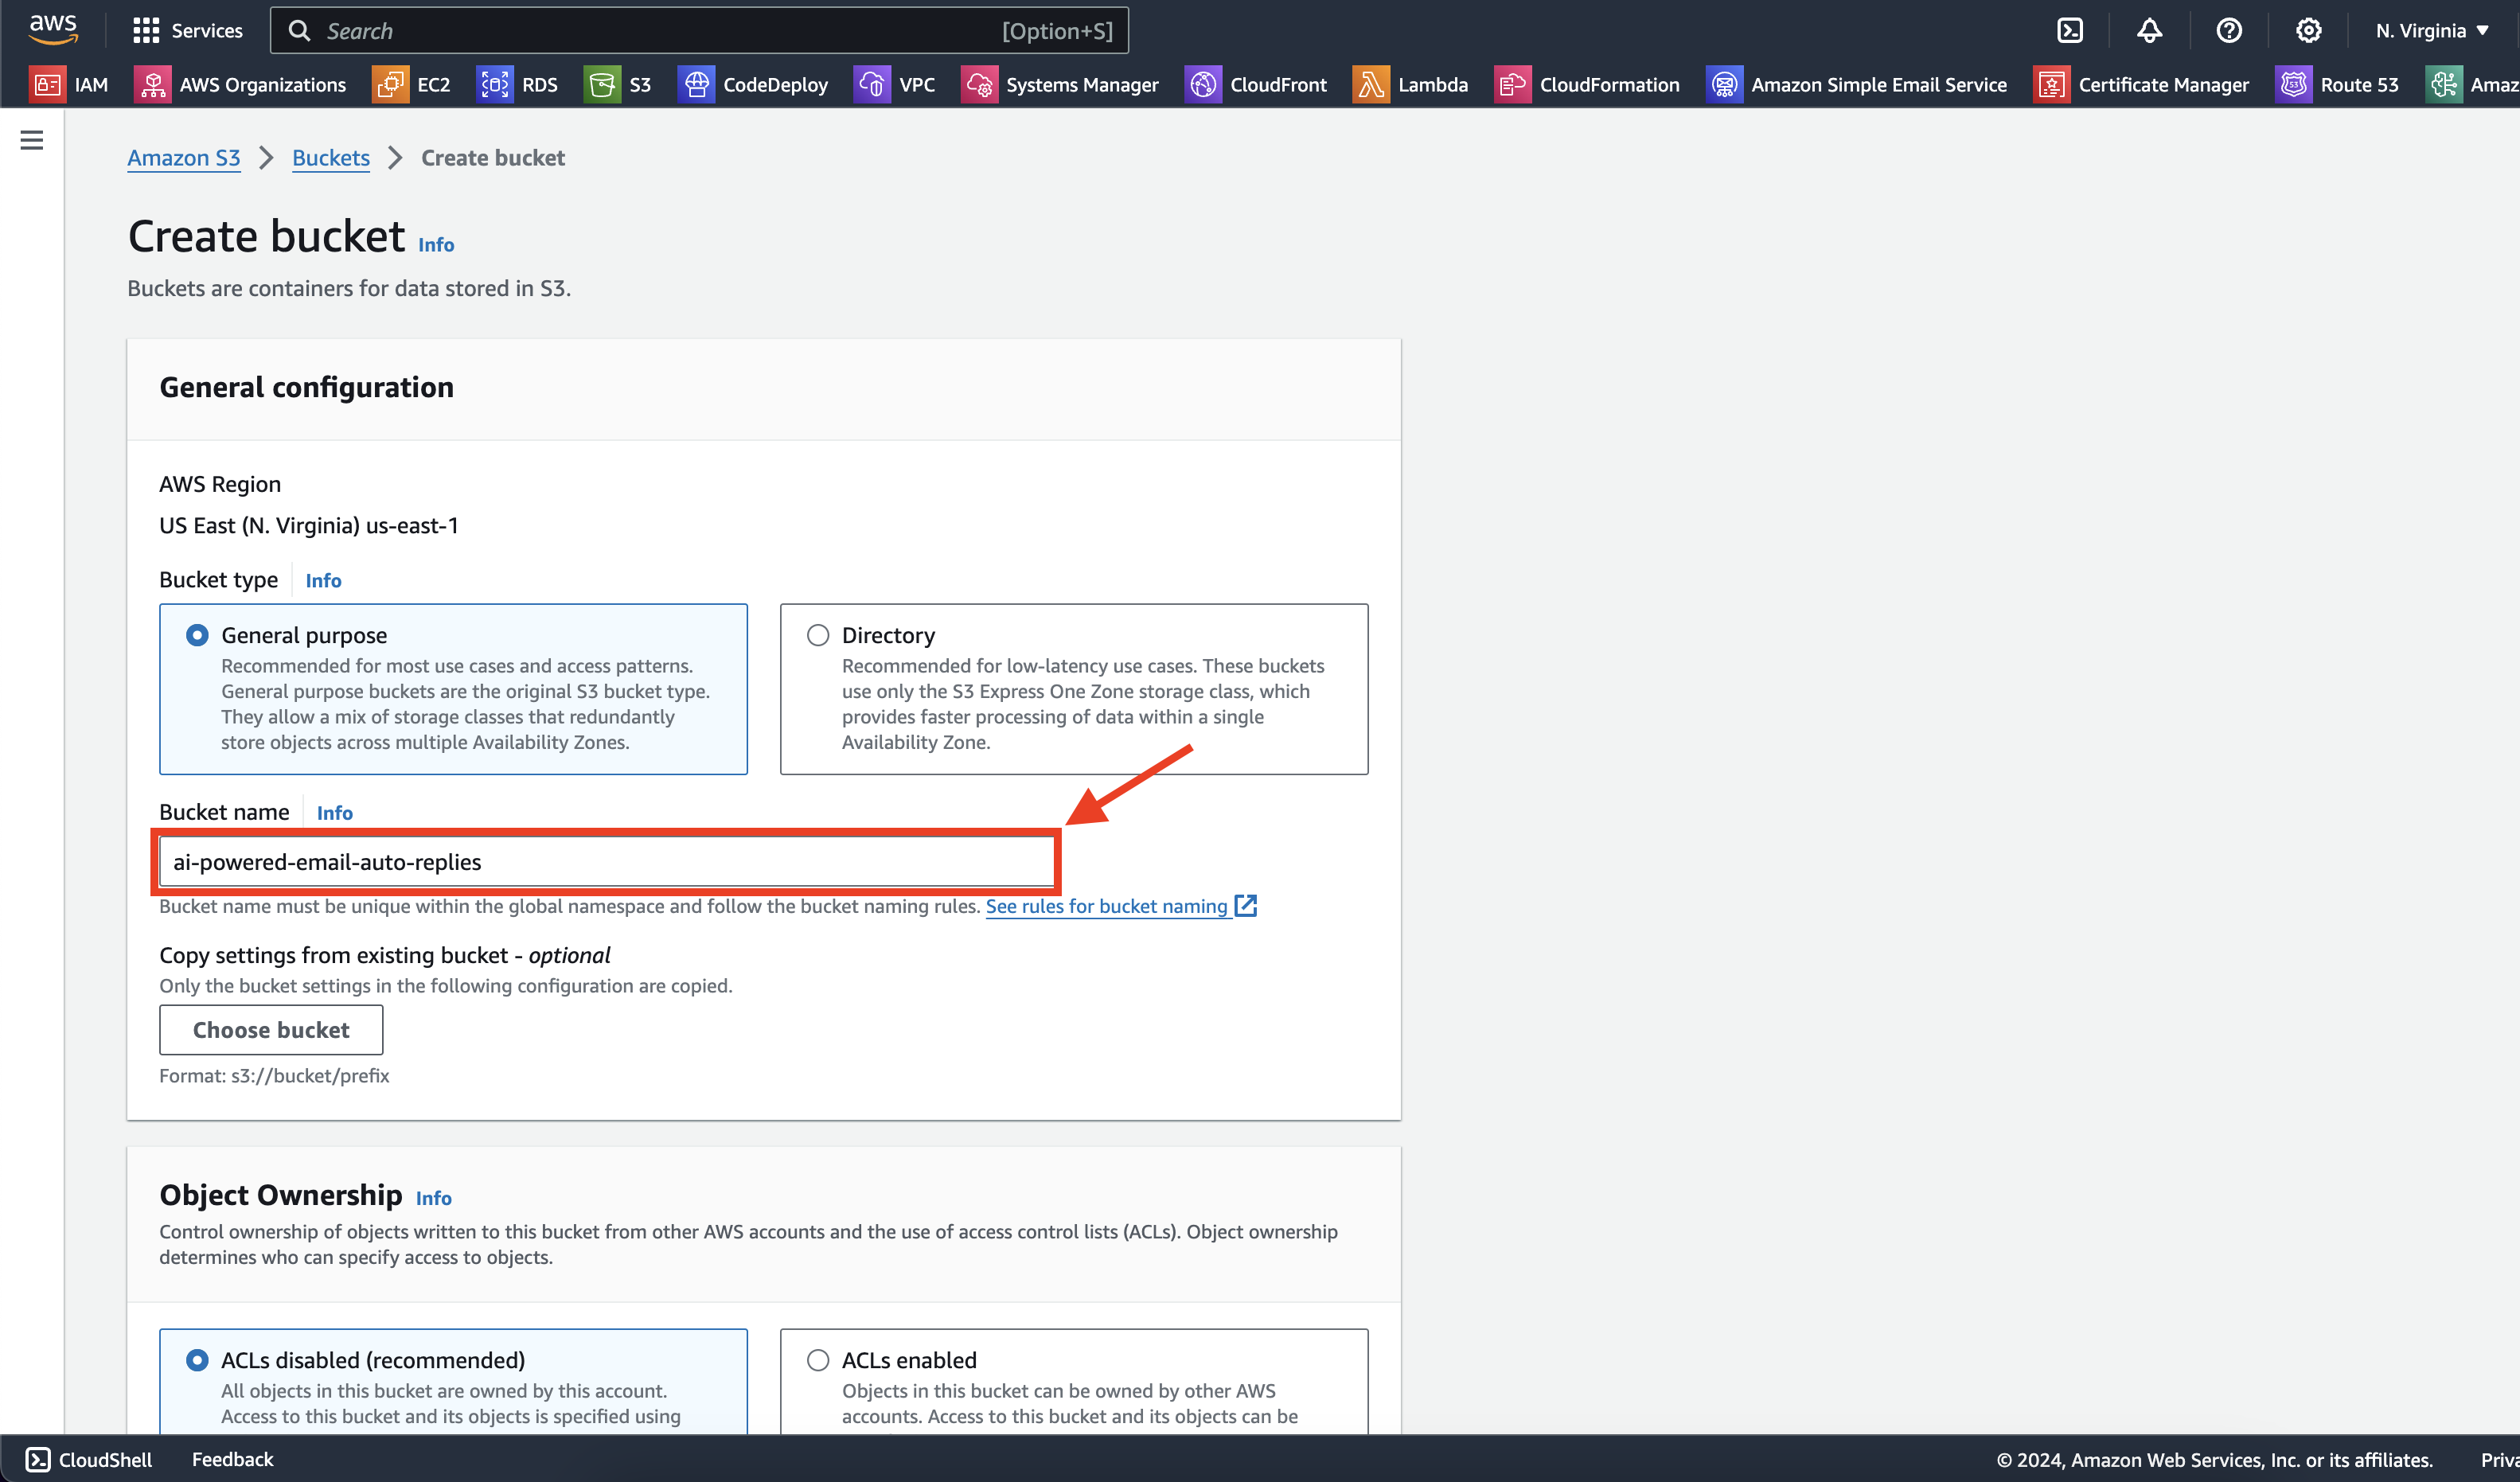 aws Services Search [Option+S] N. Virginia
IAM AWS Organizations EC2 RDS S3 CodeDeploy VPC Systems Manager CloudFront Lambda CloudFormation Amazon Simple Email Service Certificate Manager Route 53 Amaz
Amazon S3 Buckets Create bucket
Create bucket Info
Buckets are containers for data stored in S3.
General configuration
AWS Region
US East (N. Virginia) us-east-1
Bucket type Info
General purpose
Recommended for most use cases and access patterns.
General purpose buckets are the original S3 bucket type.
They allow a mix of storage classes that redundantly
store objects across multiple Availability Zones.
Directory
Recommended for low-latency use cases. These buckets
use only the S3 Express One Zone storage class, which
provides faster processing of data within a single
Availability Zone.
Bucket name Info
ai-powered-email-auto-replies
Bucket name must be unique within the global namespace and follow the bucket naming rules. See rules for bucket naming
Copy settings from existing bucket - optional
Only the bucket settings in the following configuration are copied.
Choose bucket
Format: s3://bucket/prefix
Object Ownership Info
Control ownership of objects written to this bucket from other AWS accounts and the use of access control lists (ACLs). Object ownership
determines who can specify access to objects.
ACLs disabled (recommended)
All objects in this bucket are owned by this account.
Access to this bucket and its objects is specified using
ACLs enabled
Objects in this bucket can be owned by other AWS
accounts. Access to this bucket and its objects can be
CloudShell Feedback © 2024, Amazon Web Services, Inc. or its affiliates. Priva